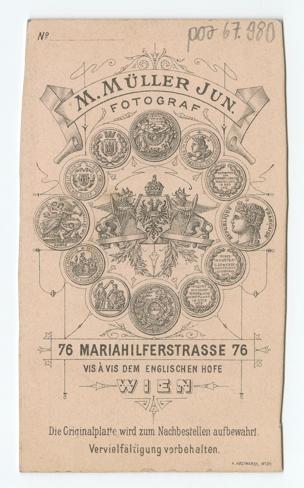 No
poz 67.980
M. MÜLLER JUN.
FOTOGRAF
76 MARIAHILFERSTRASSE 76
VIS À VIS DEM ENGLISCHEN HOFE
WIEN
Die Originalplatte wird zum Nachbestellen aufbewahrt.
Vervielfältigung vorbehalten.